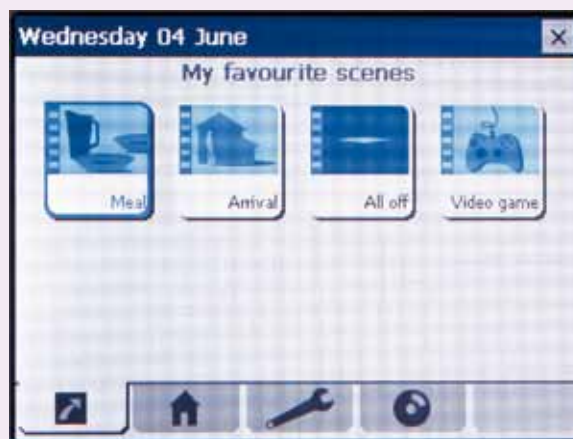 Wednesday 04 June
My favourite scenes
Meal
Arrival
All off
Video game